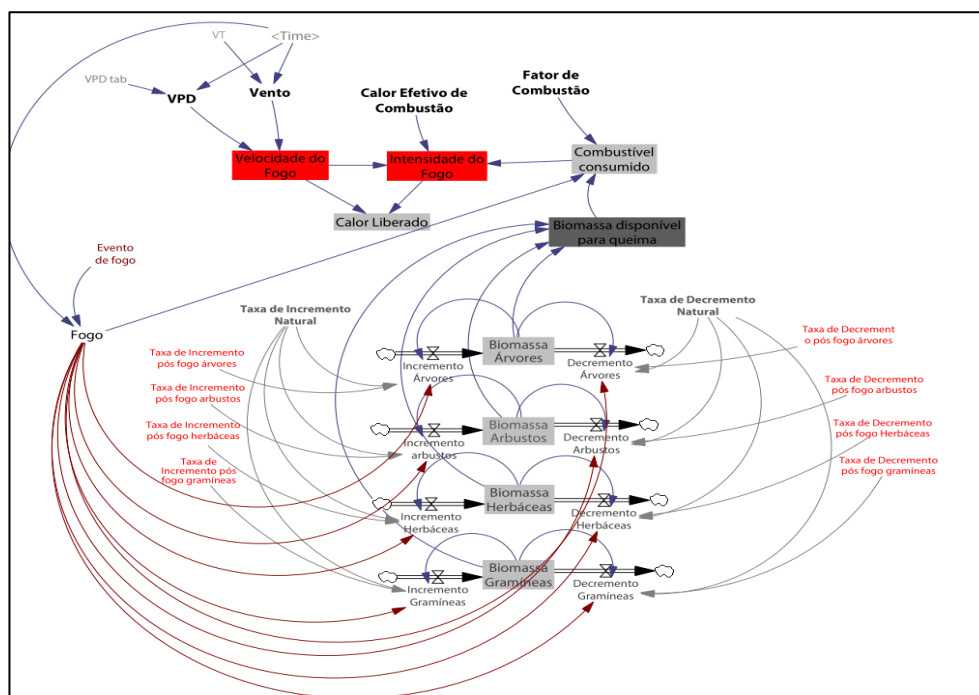 VT
<Time>
VPD tab
VPD
Vento
Calor Efetivo de
Combustão
Fator de
Combustão
Velocidade do
Fogo
Intensidade do
Fogo
Combustível
consumido
Calor Liberado
Biomassa disponível
para queima
Evento
de fogo
Fogo
Taxa de Incremento
Natural
Taxa de Decremento
Natural
Taxa de Incremento
pós fogo árvores
Biomassa
Árvores
Incremento
Árvores
Decremento
Árvores
Taxa de Decrement
o pós fogo árvores
Taxa de Incremento
pós fogo arbustos
Biomassa
Arbustos
Incremento
arbustos
Decremento
Arbustos
Taxa de Decremento
pós fogo arbustos
Taxa de Incremento
pós fogo herbáceas
Biomassa
Herbáceas
Incremento
Herbáceas
Decremento
Herbáceas
Taxa de Decremento
pós fogo Herbáceas
Taxa de
Incremento pós
fogo gramíneas
Biomassa
Gramíneas
Incremento
Gramíneas
Decremento
Gramíneas
Taxa de Decremento
pós fogo gramíneas